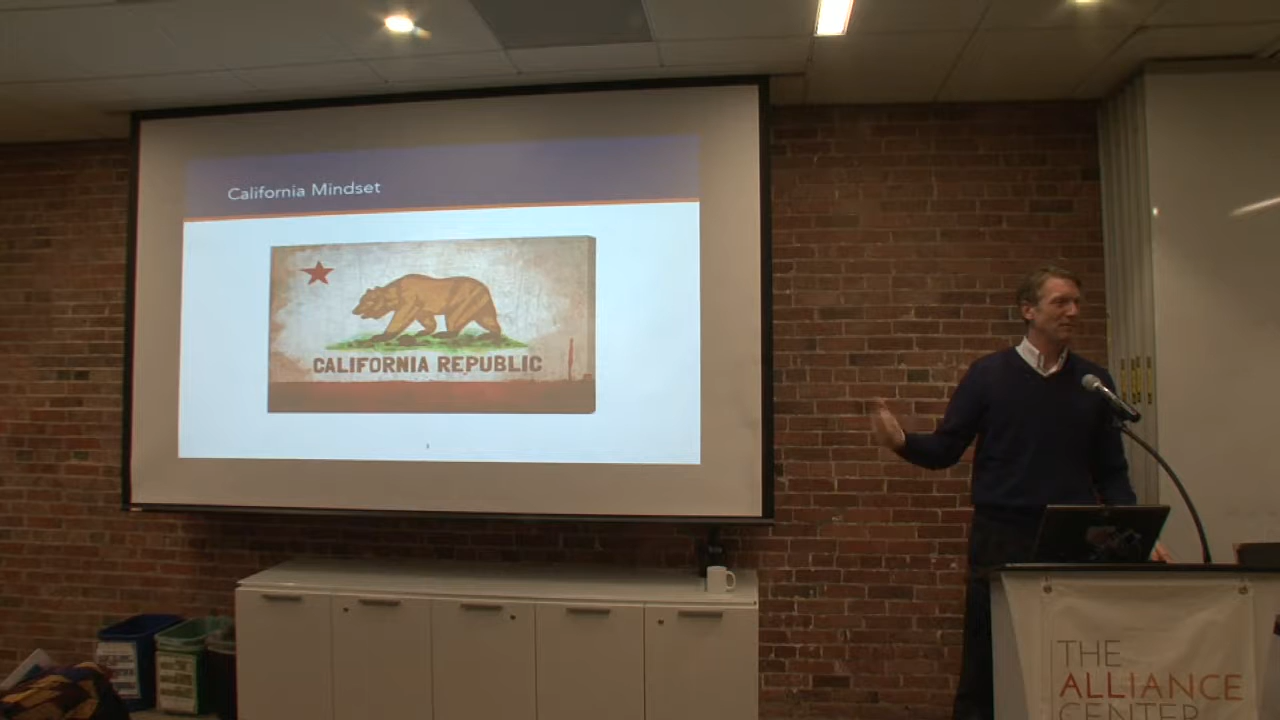 California Mindset
CALIFORNIA REPUBLIC
THE
ALLIANCE
CENTER